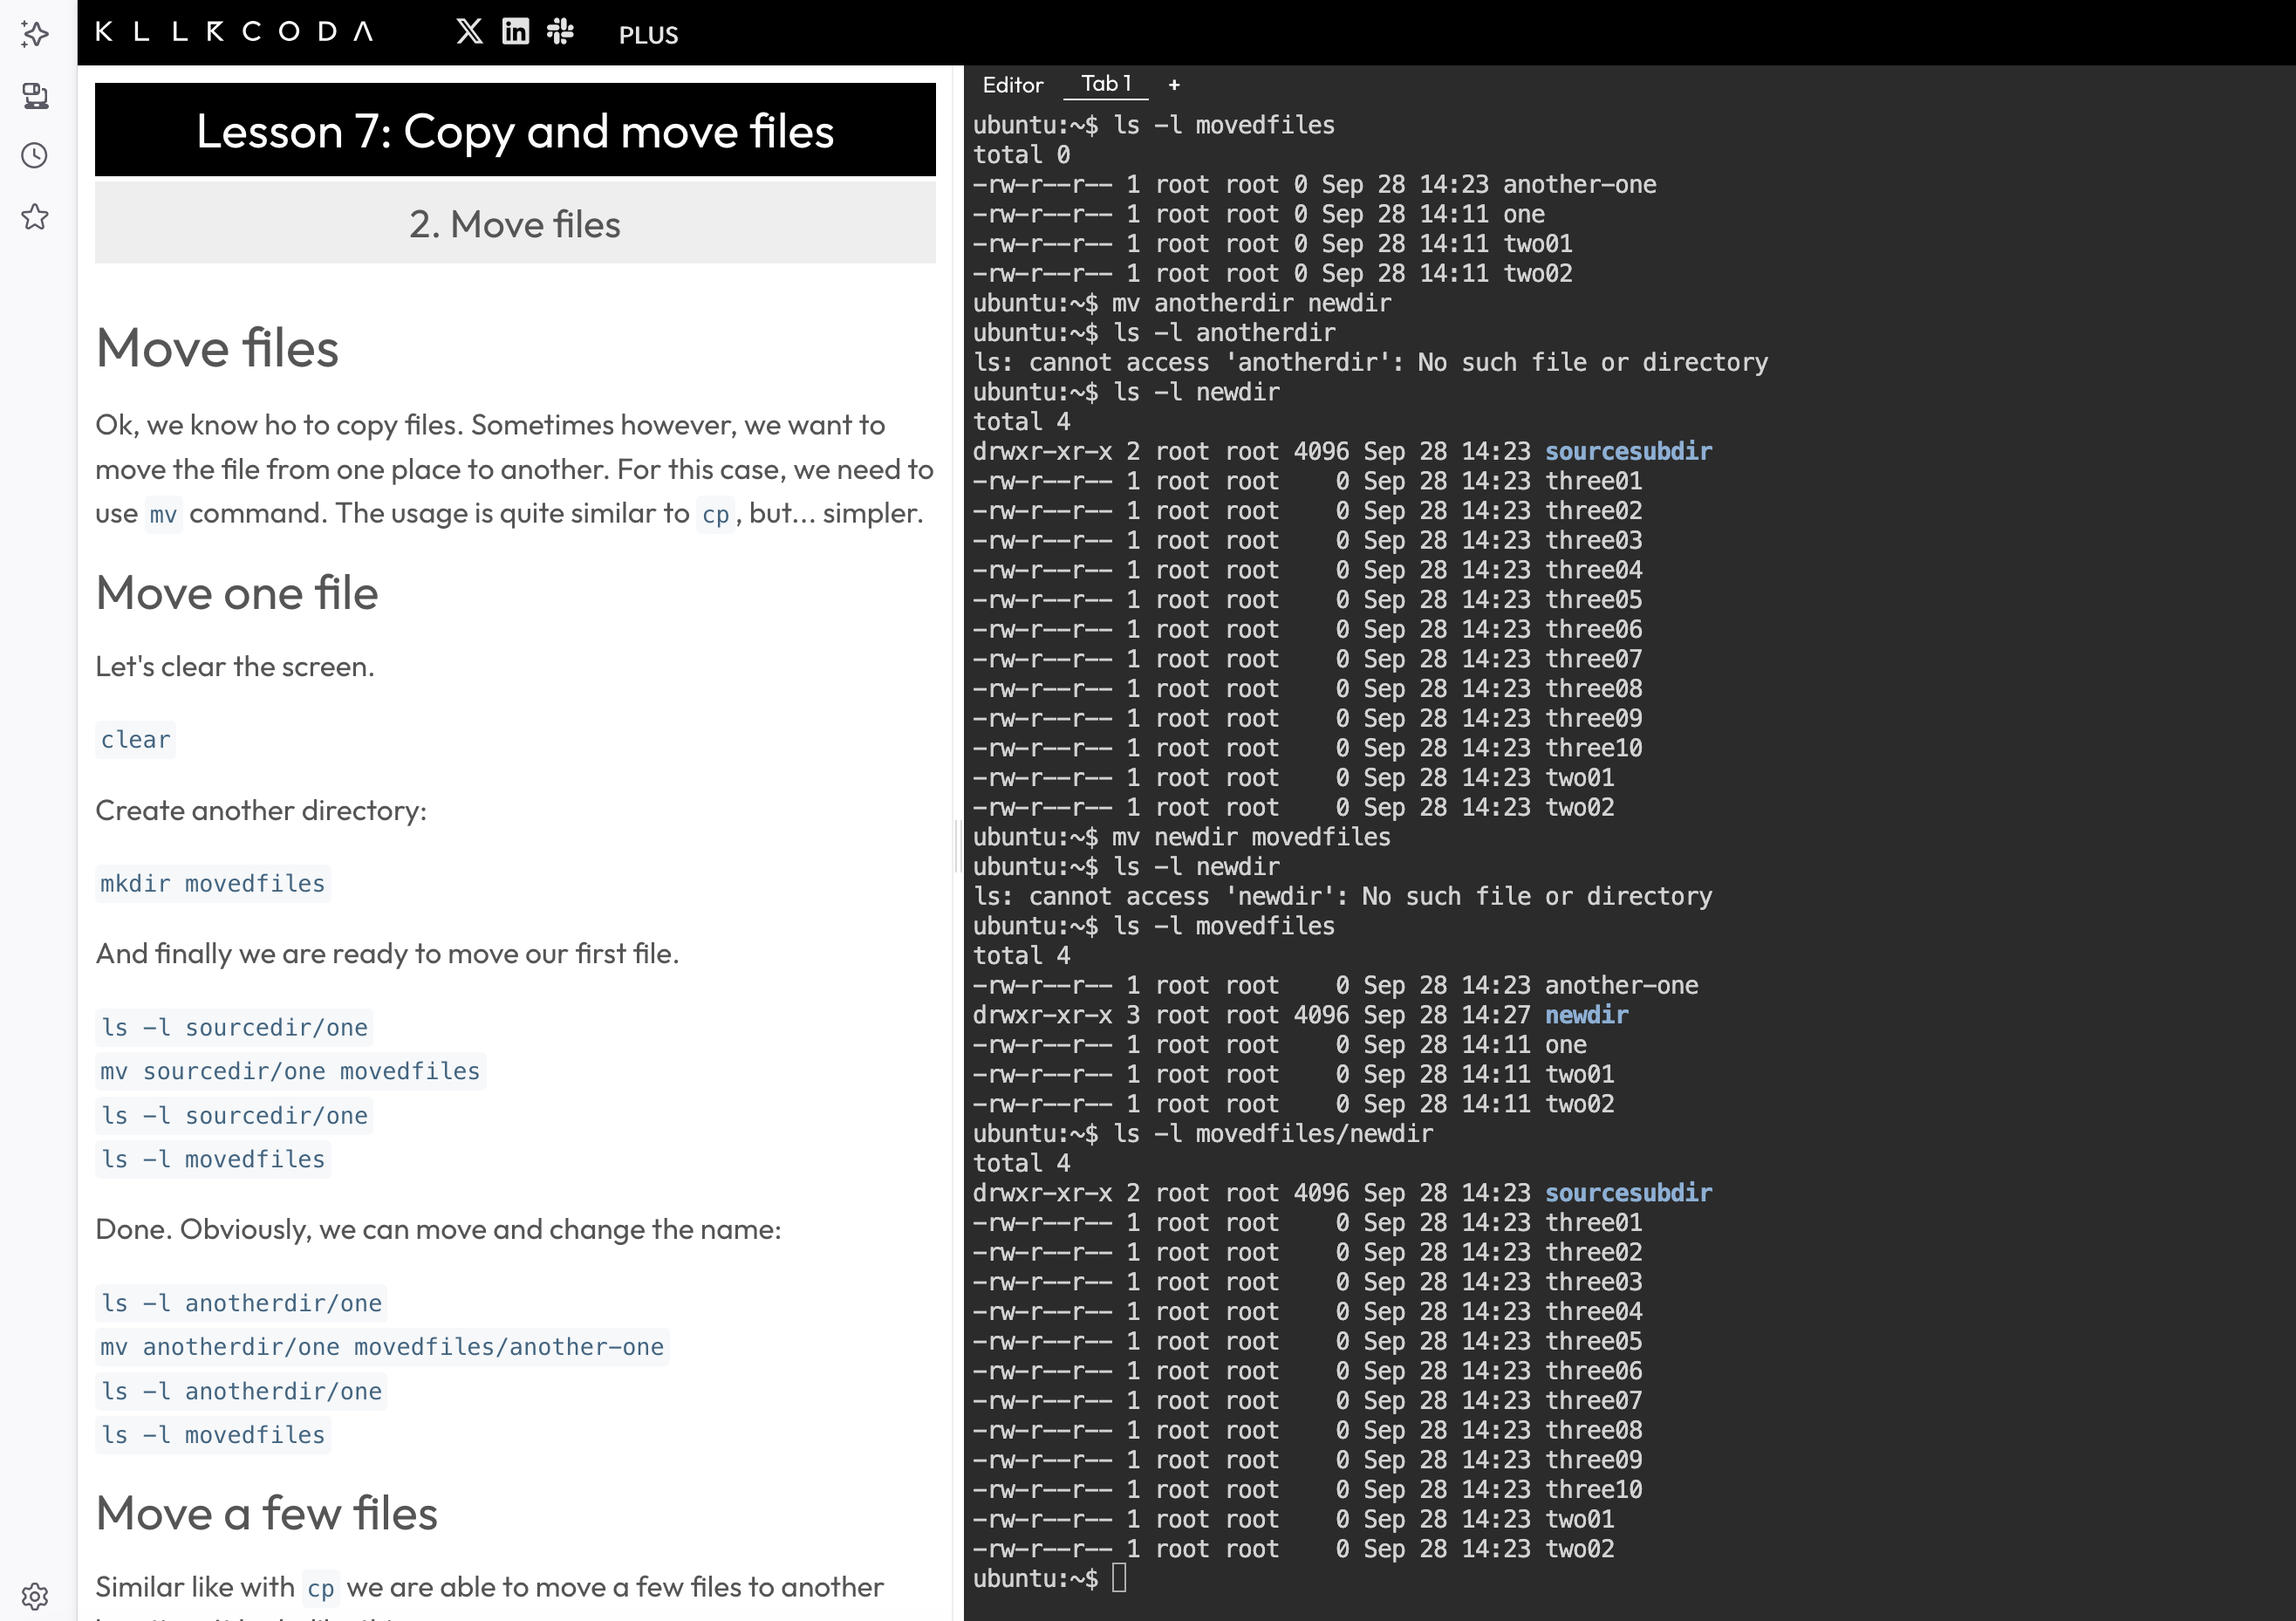 KLLRCODA
PLUS
Lesson 7: Copy and move files
2. Move files
Move files
Ok, we know ho to copy files. Sometimes however, we want to
move the file from one place to another. For this case, we need to
use mv command. The usage is quite similar to cp, but... simpler.
Move one file
Let's clear the screen.
clear
Create another directory:
mkdir movedfiles
And finally we are ready to move our first file.
ls -l sourcedir/one
mv sourcedir/one movedfiles
ls -l sourcedir/one
ls -l movedfiles
Done. Obviously, we can move and change the name:
ls -l anotherdir/one
mv anotherdir/one movedfiles/another-one
ls -l anotherdir/one
ls -l movedfiles
Move a few files
Similar like with cp we are able to move a few files to another
Editor Tab 1 +
ubuntu:~$ ls -l movedfiles
total 0
-rw-r--r-- 1 root root 0 Sep 28 14:23 another-one
-rw-r--r-- 1 root root 0 Sep 28 14:11 one
-rw-r--r-- 1 root root 0 Sep 28 14:11 two01
-rw-r--r-- 1 root root 0 Sep 28 14:11 two02
ubuntu:~$ mv anotherdir newdir
ubuntu:~$ ls -l anotherdir
ls: cannot access 'anotherdir': No such file or directory
ubuntu:~$ ls -l newdir
total 4
drwxr-xr-x 2 root root 4096 Sep 28 14:23 sourcesubdir
-rw-r--r-- 1 root root    0 Sep 28 14:23 three01
-rw-r--r-- 1 root root    0 Sep 28 14:23 three02
-rw-r--r-- 1 root root    0 Sep 28 14:23 three03
-rw-r--r-- 1 root root    0 Sep 28 14:23 three04
-rw-r--r-- 1 root root    0 Sep 28 14:23 three05
-rw-r--r-- 1 root root    0 Sep 28 14:23 three06
-rw-r--r-- 1 root root    0 Sep 28 14:23 three07
-rw-r--r-- 1 root root    0 Sep 28 14:23 three08
-rw-r--r-- 1 root root    0 Sep 28 14:23 three09
-rw-r--r-- 1 root root    0 Sep 28 14:23 three10
-rw-r--r-- 1 root root    0 Sep 28 14:23 two01
-rw-r--r-- 1 root root    0 Sep 28 14:23 two02
ubuntu:~$ mv newdir movedfiles
ubuntu:~$ ls -l newdir
ls: cannot access 'newdir': No such file or directory
ubuntu:~$ ls -l movedfiles
total 4
-rw-r--r-- 1 root root    0 Sep 28 14:23 another-one
drwxr-xr-x 3 root root 4096 Sep 28 14:27 newdir
-rw-r--r-- 1 root root    0 Sep 28 14:11 one
-rw-r--r-- 1 root root    0 Sep 28 14:11 two01
-rw-r--r-- 1 root root    0 Sep 28 14:11 two02
ubuntu:~$ ls -l movedfiles/newdir
total 4
drwxr-xr-x 2 root root 4096 Sep 28 14:23 sourcesubdir
-rw-r--r-- 1 root root    0 Sep 28 14:23 three01
-rw-r--r-- 1 root root    0 Sep 28 14:23 three02
-rw-r--r-- 1 root root    0 Sep 28 14:23 three03
-rw-r--r-- 1 root root    0 Sep 28 14:23 three04
-rw-r--r-- 1 root root    0 Sep 28 14:23 three05
-rw-r--r-- 1 root root    0 Sep 28 14:23 three06
-rw-r--r-- 1 root root    0 Sep 28 14:23 three07
-rw-r--r-- 1 root root    0 Sep 28 14:23 three08
-rw-r--r-- 1 root root    0 Sep 28 14:23 three09
-rw-r--r-- 1 root root    0 Sep 28 14:23 three10
-rw-r--r-- 1 root root    0 Sep 28 14:23 two01
-rw-r--r-- 1 root root    0 Sep 28 14:23 two02
ubuntu:~$